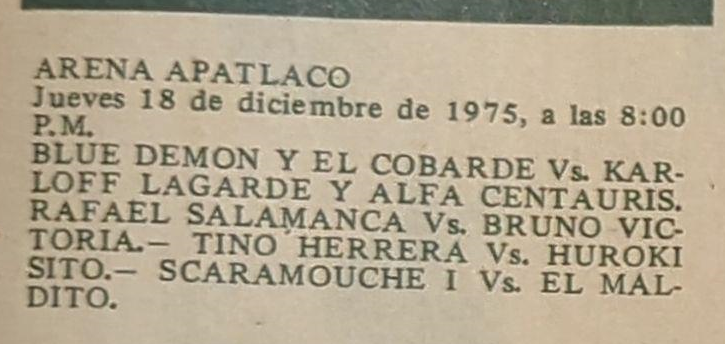 ARENA APATLACO
Jueves 18 de diciembre de 1975, a las 8:00
P.M.
BLUE DEMON Y EL COBARDE Vs. KAR-
LOFF LAGARDE Y ALFA CENTAURIS.
RAFAEL SALAMANCA Vs. BRUNO VIC-
TORIA.— TINO HERRERA Vs. HUROKI
SITO.— SCARAMOUCHE I Vs. EL MAL-
DITO.